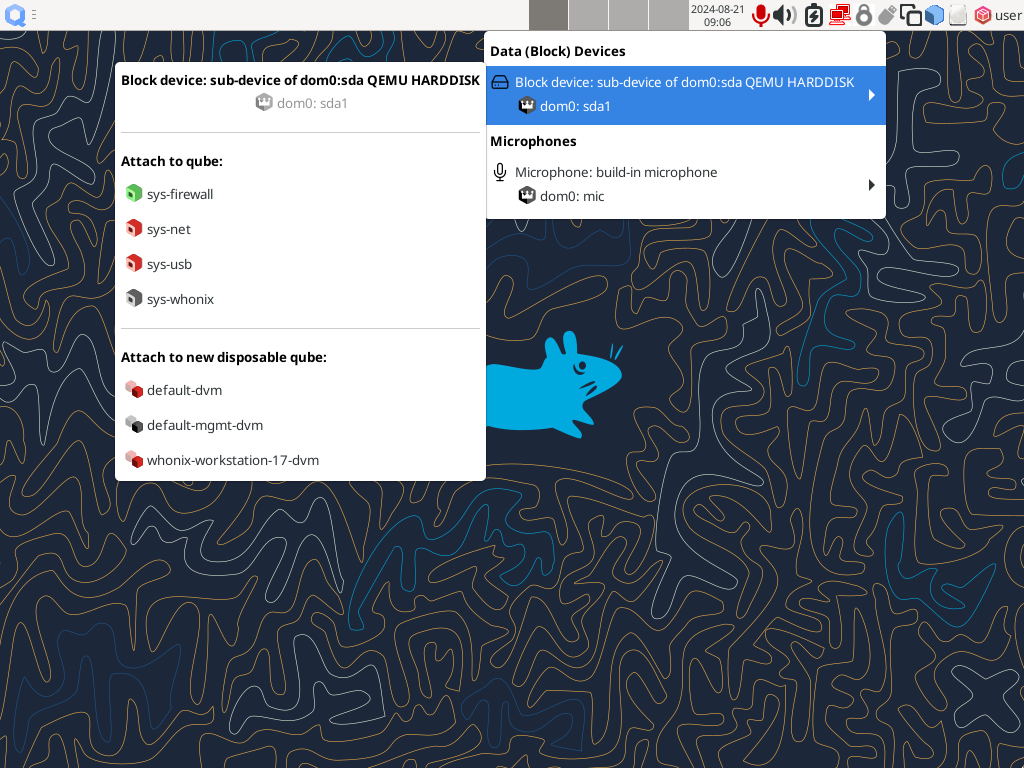 2024-08-21
09:06
user
Data (Block) Devices
Block device: sub-device of dom0:sda QEMU HARDDISK
dom0: sda1
Microphones
Microphone: build-in microphone
dom0: mic
Block device: sub-device of dom0:sda QEMU HARDDISK
dom0: sda1
Attach to qube:
sys-firewall
sys-net
sys-usb
sys-whonix
Attach to new disposable qube:
default-dvm
default-mgmt-dvm
whonix-workstation-17-dvm